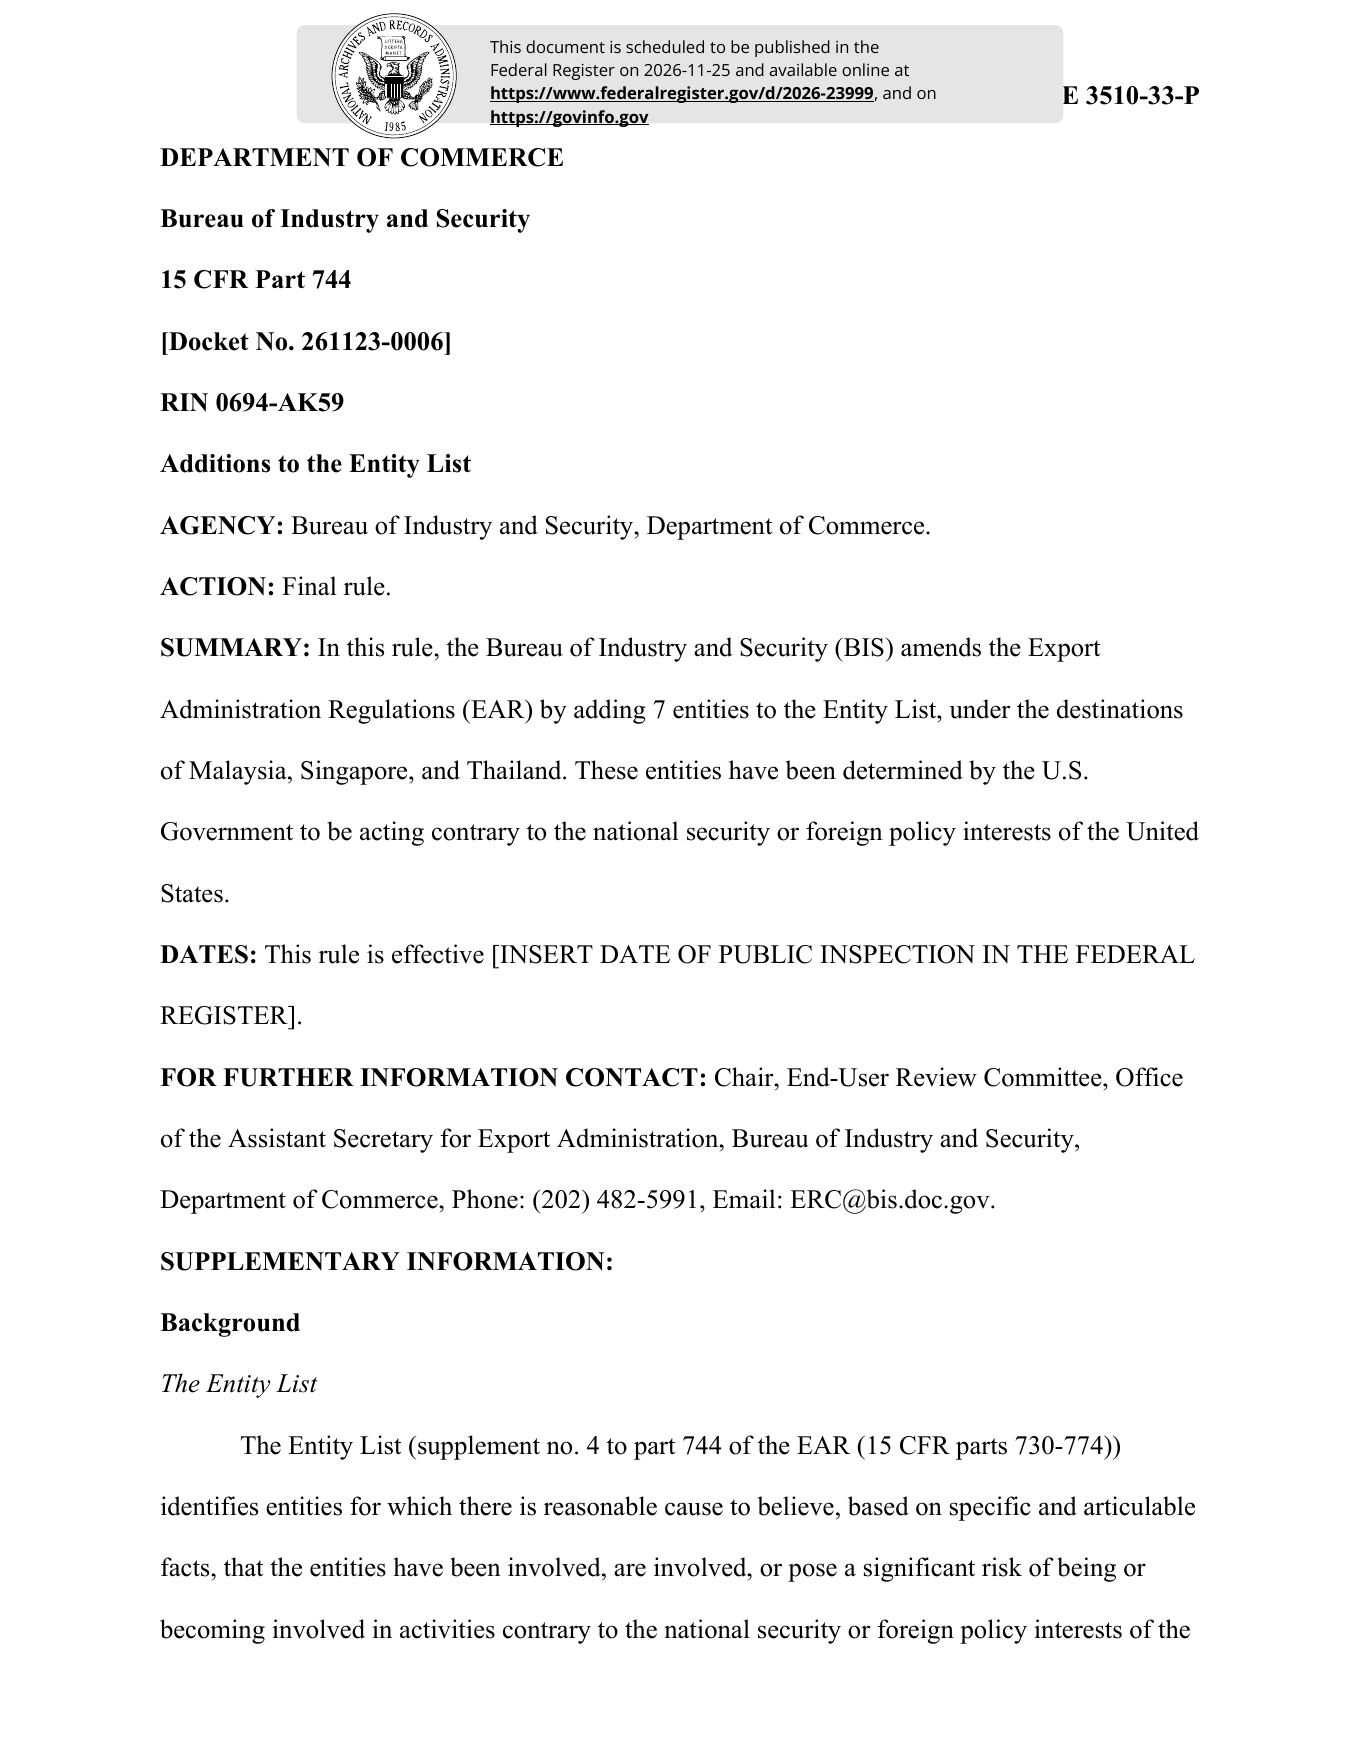 This document is scheduled to be published in the
Federal Register on 2026-11-25 and available online at
https://www.federalregister.gov/d/2026-23999, and on
https://govinfo.gov
E 3510-33-P
NATIONAL ARCHIVES AND RECORDS ADMINISTRATION
LITTERA
SCRIPTA
MANET
1985
DEPARTMENT OF COMMERCE
Bureau of Industry and Security
15 CFR Part 744
[Docket No. 261123-0006]
RIN 0694-AK59
Additions to the Entity List
AGENCY: Bureau of Industry and Security, Department of Commerce.
ACTION: Final rule.
SUMMARY: In this rule, the Bureau of Industry and Security (BIS) amends the Export
Administration Regulations (EAR) by adding 7 entities to the Entity List, under the destinations
of Malaysia, Singapore, and Thailand. These entities have been determined by the U.S.
Government to be acting contrary to the national security or foreign policy interests of the United
States.
DATES: This rule is effective [INSERT DATE OF PUBLIC INSPECTION IN THE FEDERAL
REGISTER].
FOR FURTHER INFORMATION CONTACT: Chair, End-User Review Committee, Office
of the Assistant Secretary for Export Administration, Bureau of Industry and Security,
Department of Commerce, Phone: (202) 482-5991, Email: ERC@bis.doc.gov.
SUPPLEMENTARY INFORMATION:
Background
The Entity List
The Entity List (supplement no. 4 to part 744 of the EAR (15 CFR parts 730-774))
identifies entities for which there is reasonable cause to believe, based on specific and articulable
facts, that the entities have been involved, are involved, or pose a significant risk of being or
becoming involved in activities contrary to the national security or foreign policy interests of the